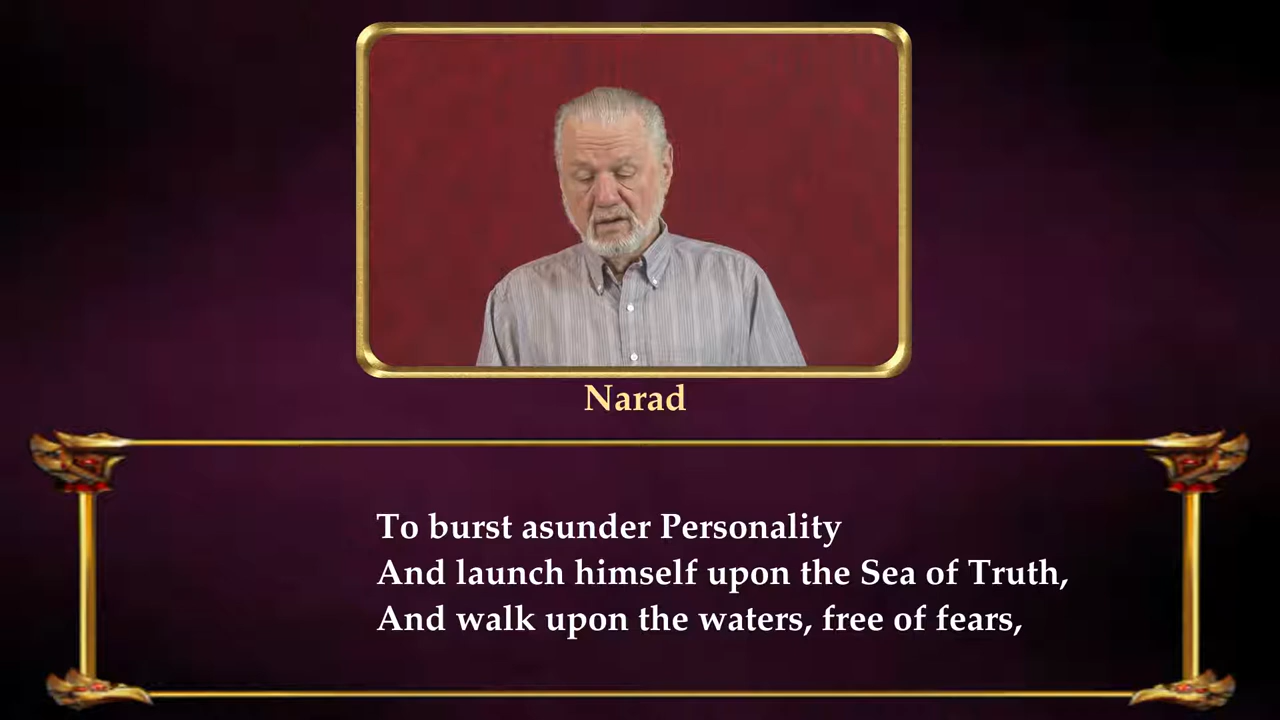 Narad
To burst asunder Personality
And launch himself upon the Sea of Truth,
And walk upon the waters, free of fears,